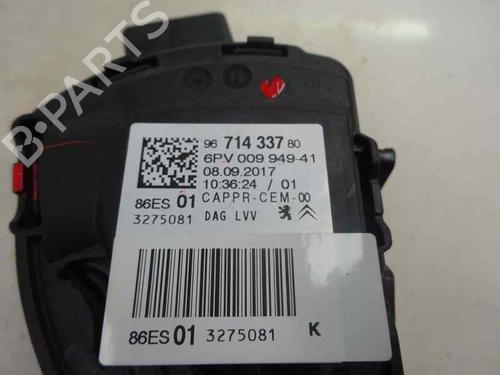 96 714 337 80
6PV 009 949-41
08.09.2017
10:36:24 / 01
86ES 01 CAPPR-CEM-00
3275081 DAG LVV
86ES 01 3275081 K
B-PARTS